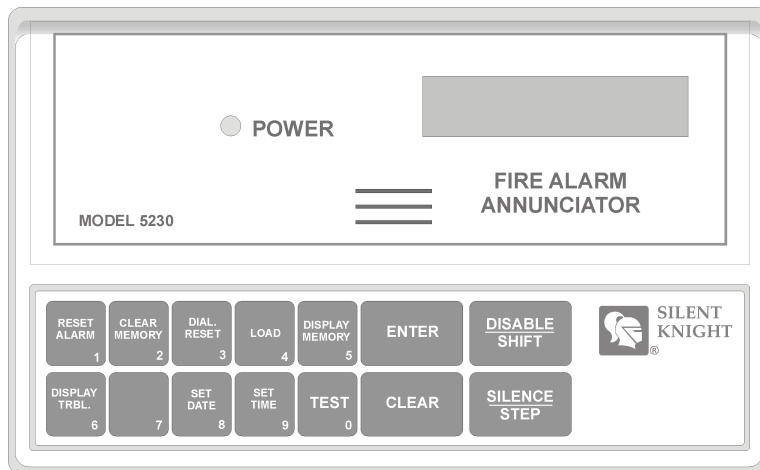 POWER
FIRE ALARM
ANNUNCIATOR
MODEL 5230
RESET
ALARM
1
CLEAR
MEMORY
2
DIAL.
RESET
3
LOAD
4
DISPLAY
MEMORY
5
ENTER
DISABLE
SHIFT
SILENT
KNIGHT
®
DISPLAY
TRBL.
6
7
SET
DATE
8
SET
TIME
9
TEST
0
CLEAR
SILENCE
STEP